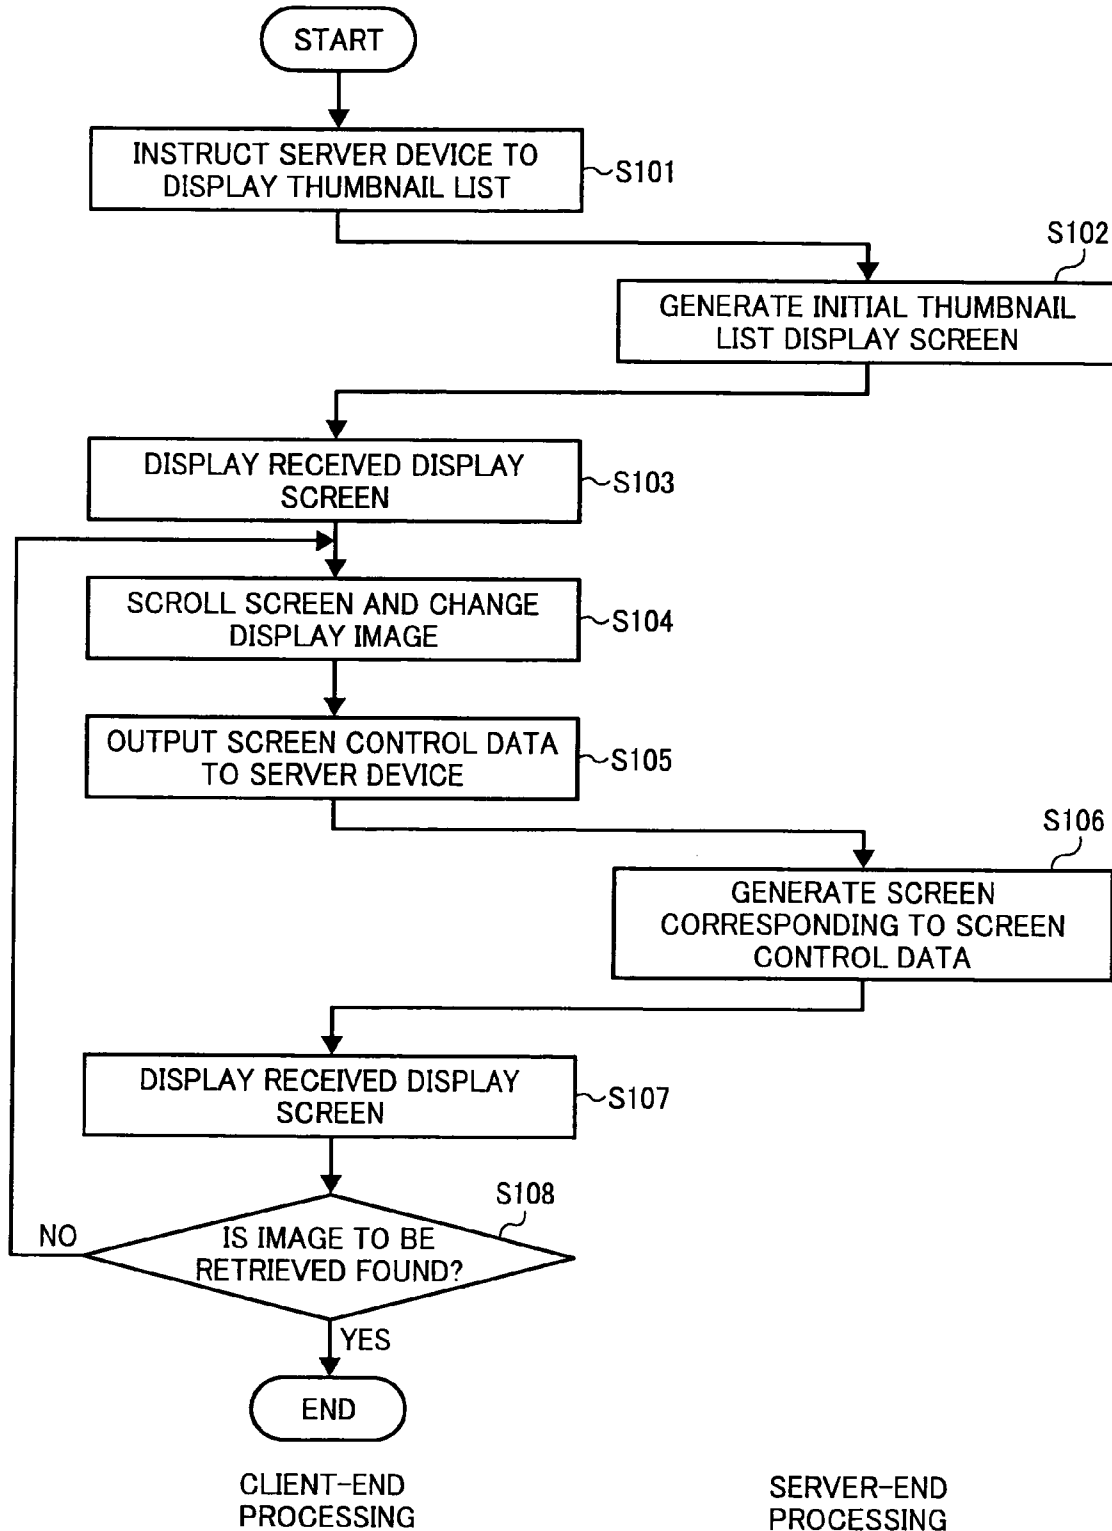 START
INSTRUCT SERVER DEVICE TO
DISPLAY THUMBNAIL LIST
S101
S102
GENERATE INITIAL THUMBNAIL
LIST DISPLAY SCREEN
DISPLAY RECEIVED DISPLAY
SCREEN
S103
SCROLL SCREEN AND CHANGE
DISPLAY IMAGE
S104
OUTPUT SCREEN CONTROL DATA
TO SERVER DEVICE
S105
S106
GENERATE SCREEN
CORRESPONDING TO SCREEN
CONTROL DATA
DISPLAY RECEIVED DISPLAY
SCREEN
S107
S108
IS IMAGE TO BE
RETRIEVED FOUND?
NO
YES
END
CLIENT-END
PROCESSING
SERVER-END
PROCESSING